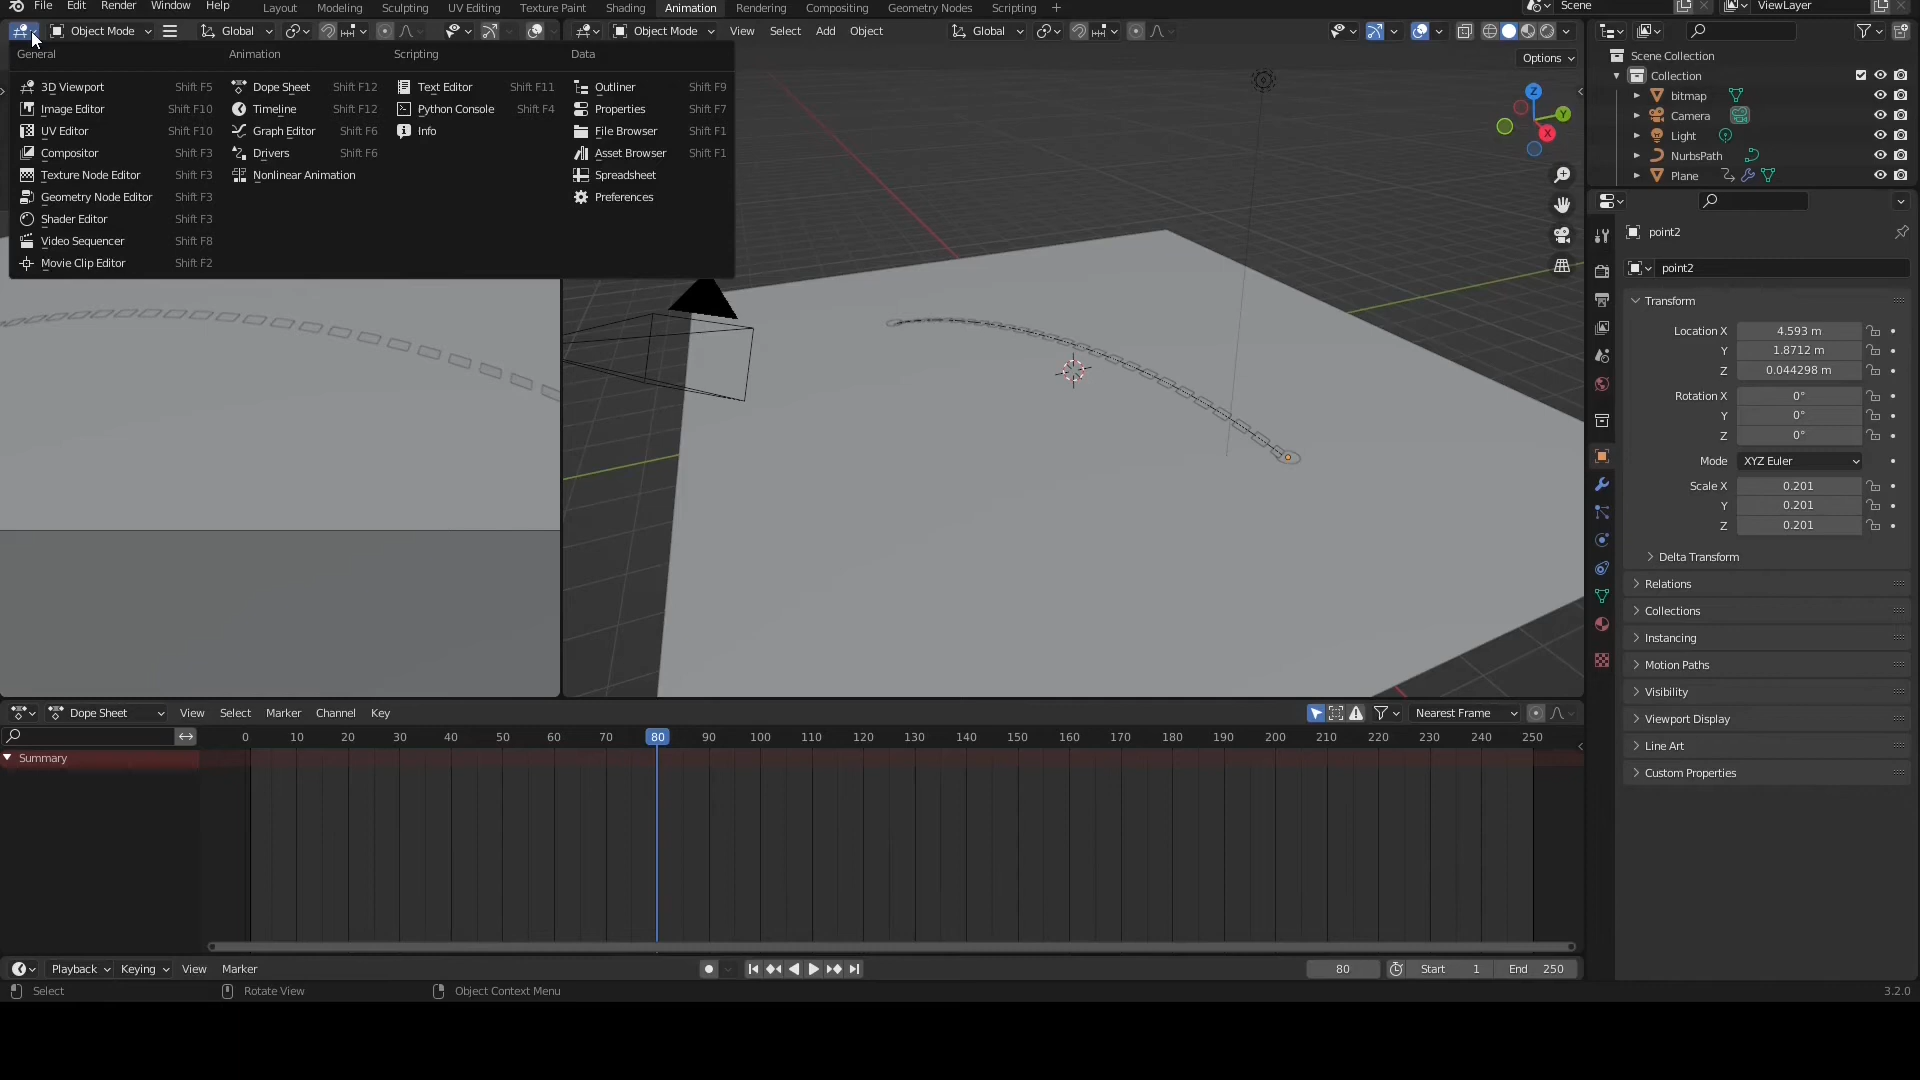 File Edit Render Window Help Layout Modeling Sculpting UV Editing Texture Paint Shading Animation Rendering Compositing Geometry Nodes Scripting + Scene ViewLayer
Object Mode Global Object Mode View Select Add Object Global
General Animation Scripting Data Options
3D Viewport Shift F5 Dope Sheet Shift F12 Text Editor Shift F11 Outliner Shift F9
Image Editor Shift F10 Timeline Shift F12 Python Console Shift F4 Properties Shift F7
UV Editor Shift F10 Graph Editor Shift F6 Info File Browser Shift F1
Compositor Shift F3 Drivers Shift F6 Asset Browser Shift F1
Texture Node Editor Shift F3 Nonlinear Animation Spreadsheet
Geometry Node Editor Shift F3 Preferences
Shader Editor Shift F3
Video Sequencer Shift F8
Movie Clip Editor Shift F2
Z
Y
X
Scene Collection
Collection
bitmap
Camera
Light
NurbsPath
Plane
point2
point2
Transform
Location X 4.593 m
Y 1.8712 m
Z 0.044298 m
Rotation X 0°
Y 0°
Z 0°
Mode XYZ Euler
Scale X 0.201
Y 0.201
Z 0.201
Delta Transform
Relations
Collections
Instancing
Motion Paths
Visibility
Viewport Display
Line Art
Custom Properties
Dope Sheet View Select Marker Channel Key Nearest Frame
0 10 20 30 40 50 60 70 80 90 100 110 120 130 140 150 160 170 180 190 200 210 220 230 240 250
Summary
Playback Keying View Marker 80 Start 1 End 250
Select Rotate View Object Context Menu 3.2.0